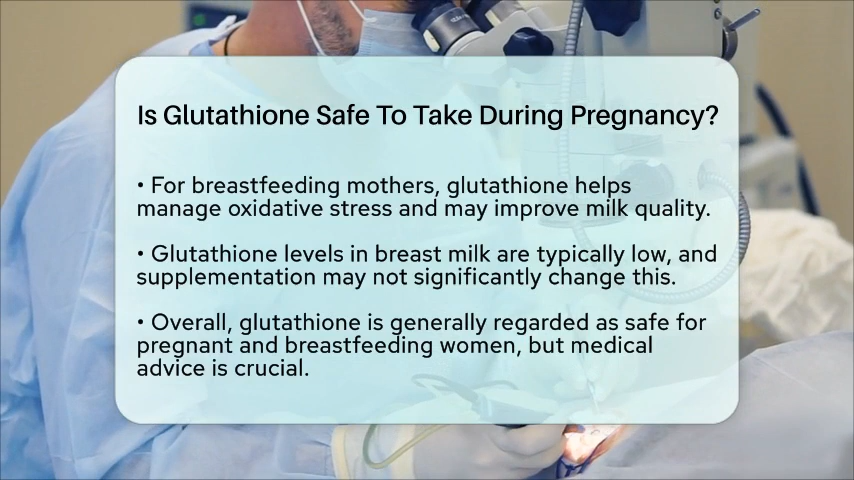 Is Glutathione Safe To Take During Pregnancy?
• For breastfeeding mothers, glutathione helps
manage oxidative stress and may improve milk quality.
• Glutathione levels in breast milk are typically low, and
supplementation may not significantly change this.
• Overall, glutathione is generally regarded as safe for
pregnant and breastfeeding women, but medical
advice is crucial.